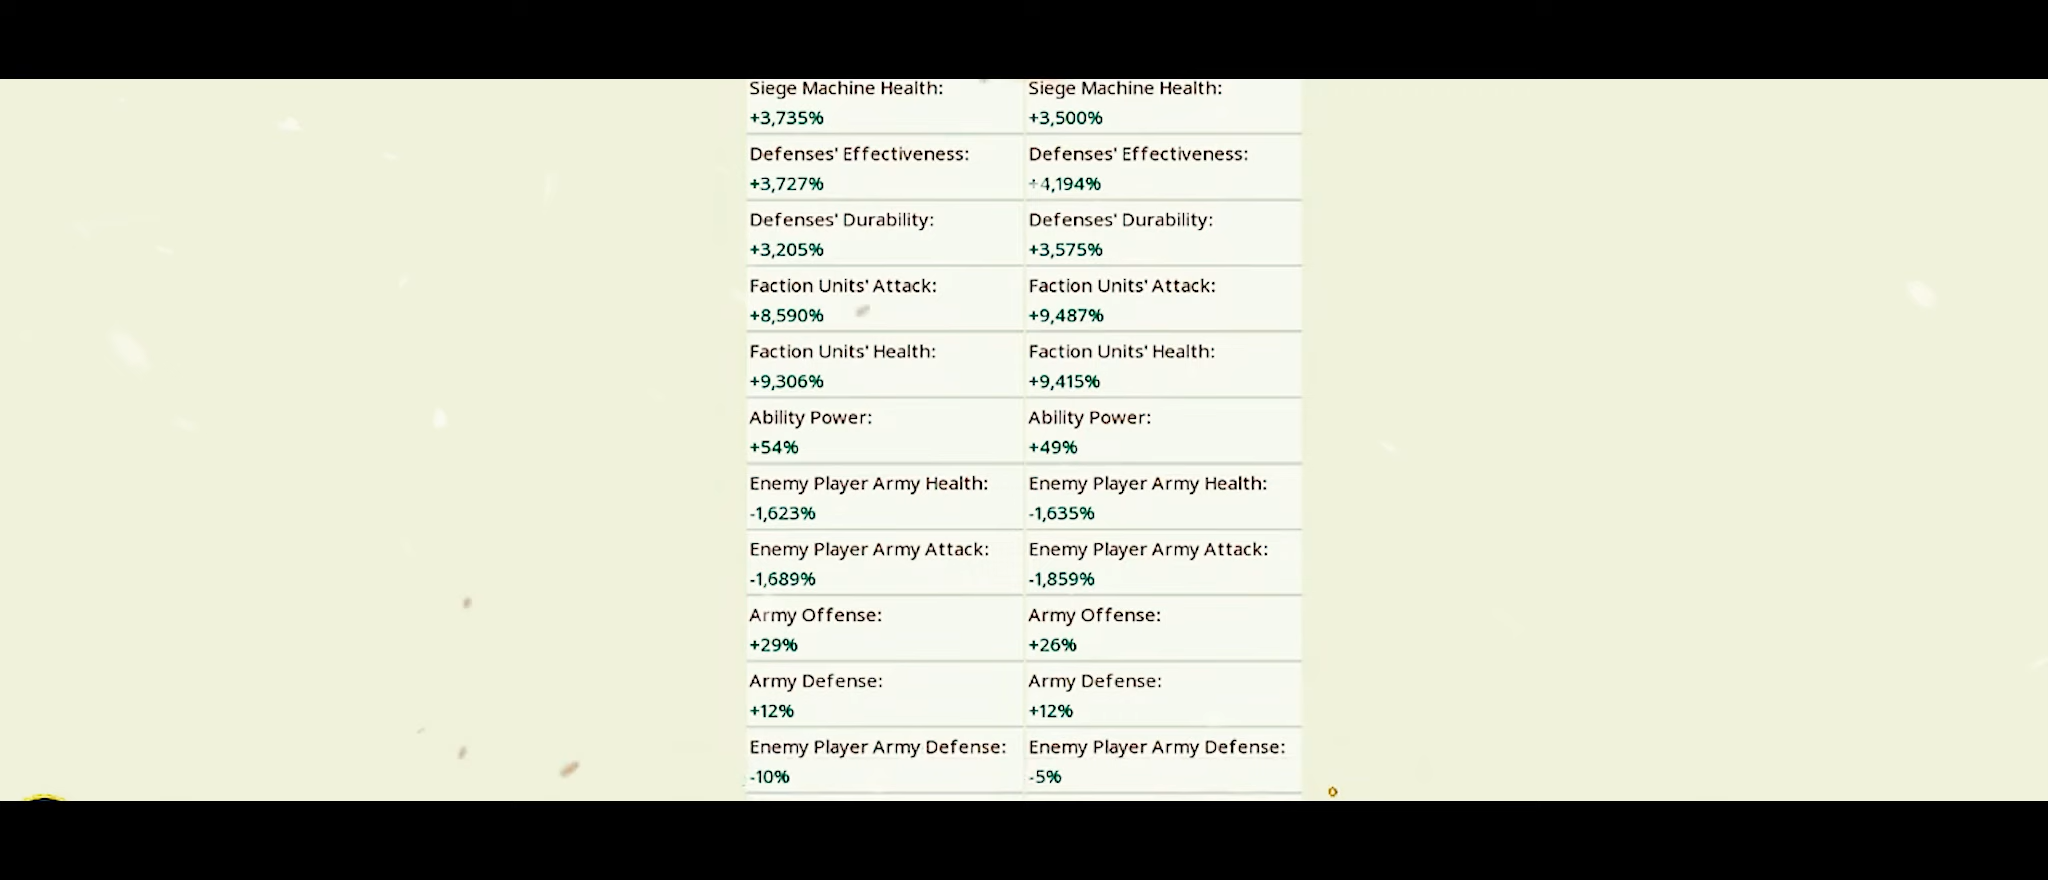 Siege Machine Health:
+3,735%
Defenses' Effectiveness:
+3,727%
Defenses' Durability:
+3,205%
Faction Units' Attack:
+8,590%
Faction Units' Health:
+9,306%
Ability Power:
+54%
Enemy Player Army Health:
-1,623%
Enemy Player Army Attack:
-1,689%
Army Offense:
+29%
Army Defense:
+12%
Enemy Player Army Defense:
-10%
Siege Machine Health:
+3,500%
Defenses' Effectiveness:
+4,194%
Defenses' Durability:
+3,575%
Faction Units' Attack:
+9,487%
Faction Units' Health:
+9,415%
Ability Power:
+49%
Enemy Player Army Health:
-1,635%
Enemy Player Army Attack:
-1,859%
Army Offense:
+26%
Army Defense:
+12%
Enemy Player Army Defense:
-5%